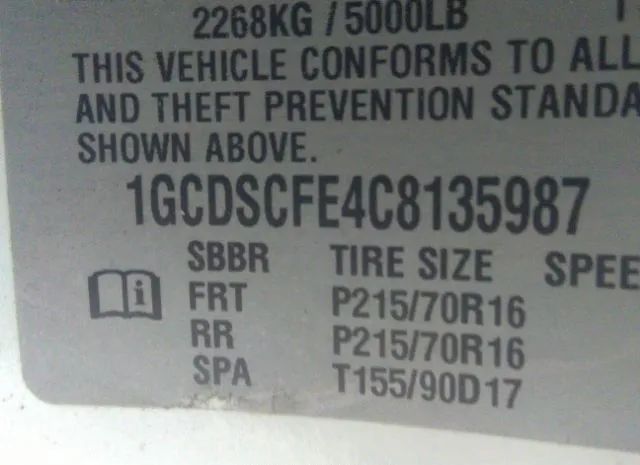 2268KG / 5000LB
THIS VEHICLE CONFORMS TO ALL
AND THEFT PREVENTION STANDA
SHOWN ABOVE.
1GCDSCFE4C8135987
SBBR TIRE SIZE SPEE
FRT P215/70R16
RR P215/70R16
SPA T155/90D17